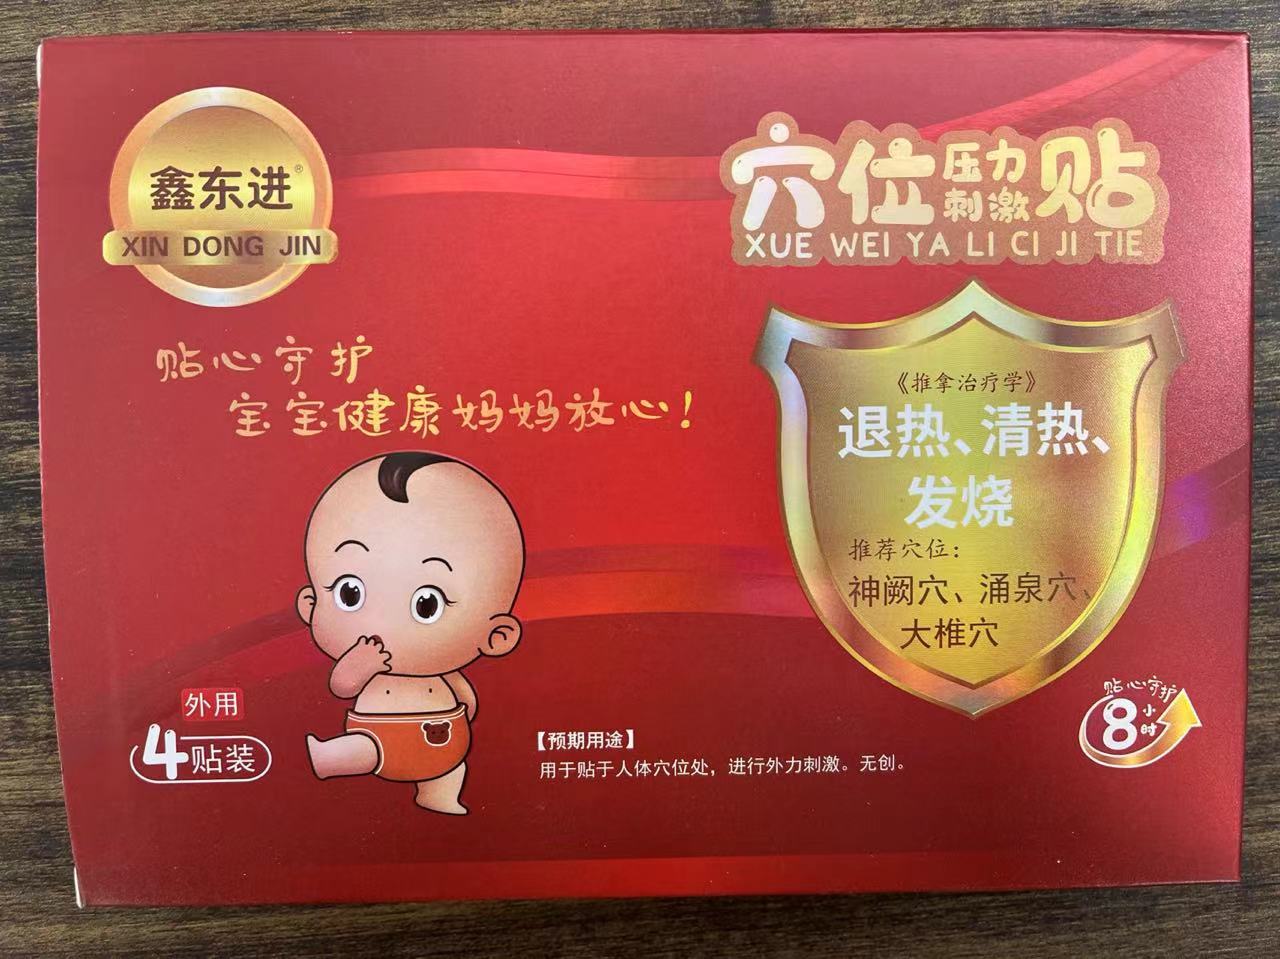 鑫东进®
XIN DONG JIN
穴位压力刺激贴
XUE WEI YA LI CI JI TIE
贴心守护
宝宝健康妈妈放心！
《推拿治疗学》
退热、清热、
发烧
推荐穴位：
神阙穴、涌泉穴、
大椎穴
外用
4贴装
【预期用途】
用于贴于人体穴位处，进行外力刺激。无创。
贴心守护
8小时